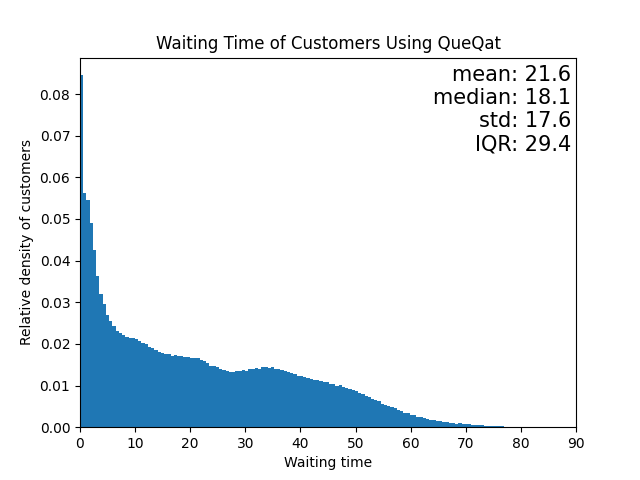 Waiting Time of Customers Using QueQat
mean: 21.6
median: 18.1
std: 17.6
IQR: 29.4
Relative density of customers
0.08
0.07
0.06
0.05
0.04
0.03
0.02
0.01
0.00
0 10 20 30 40 50 60 70 80 90
Waiting time